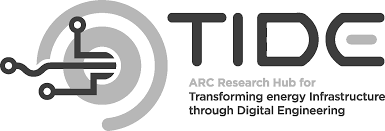 TIDE
ARC Research Hub for
Transforming energy Infrastructure
through Digital Engineering